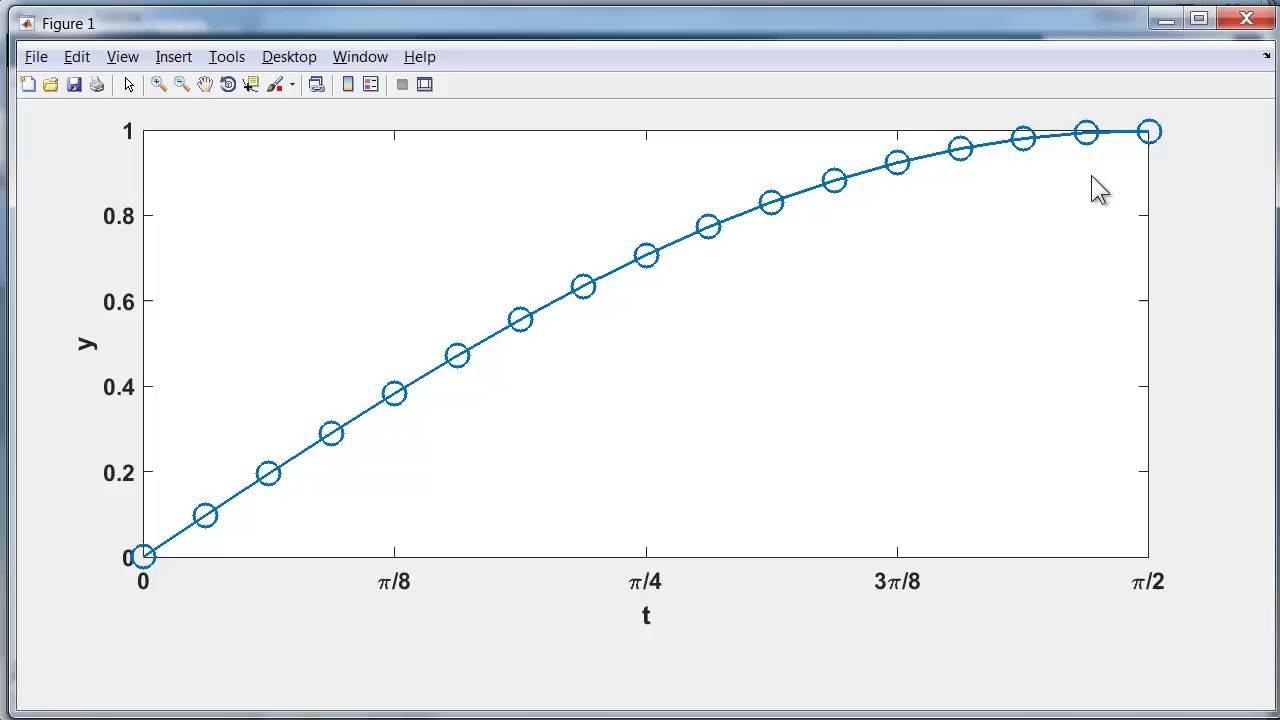 Figure 1
File Edit View Insert Tools Desktop Window Help
1
0.8
0.6
0.4
0.2
0
y
0 π/8 π/4 3π/8 π/2
t